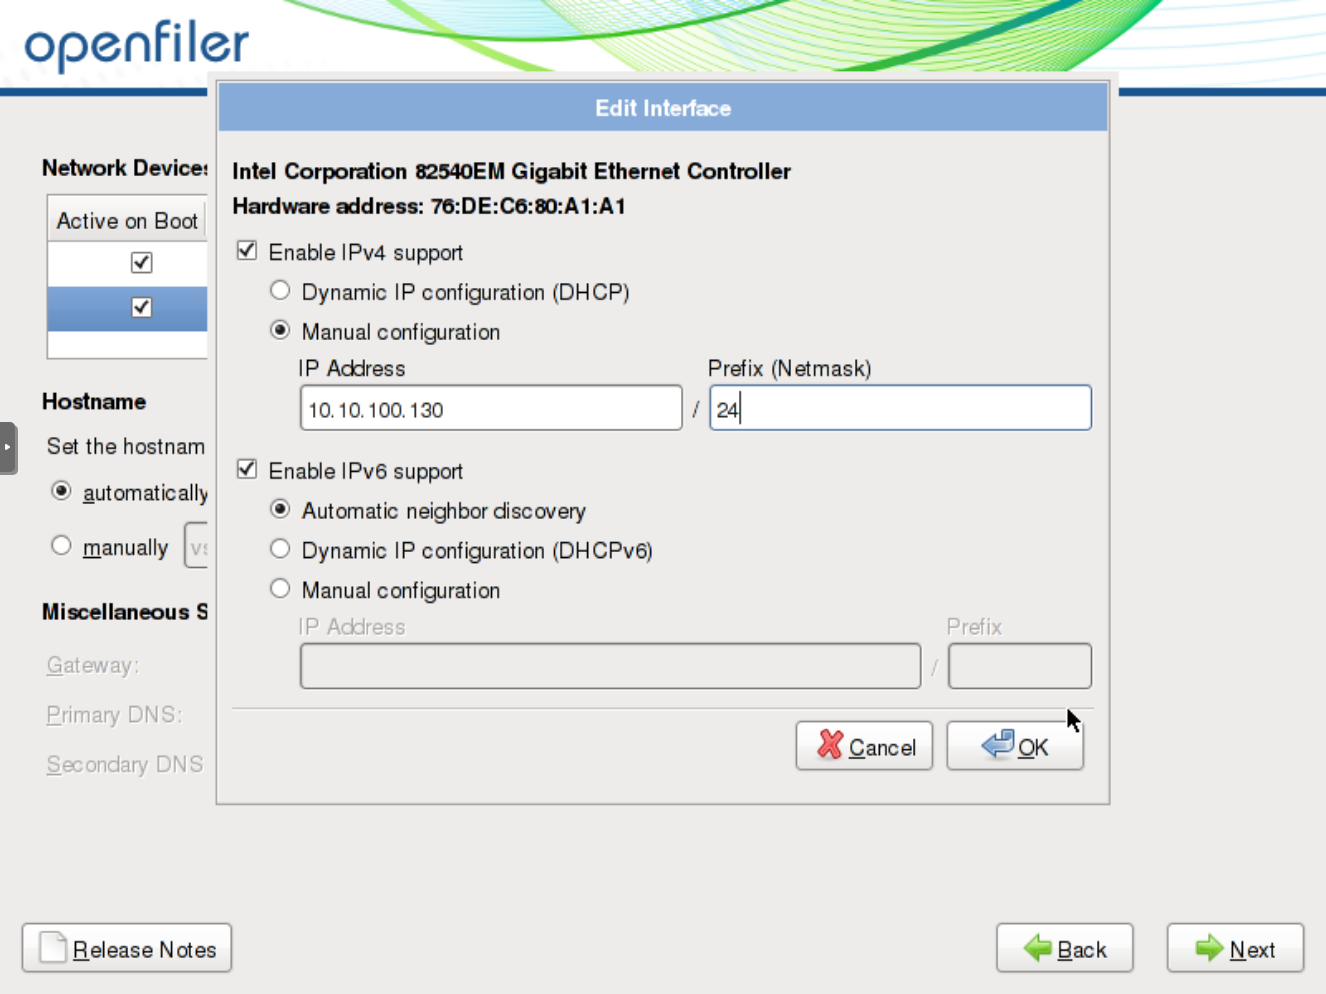 openfiler
Edit Interface
Network Devices
Intel Corporation 82540EM Gigabit Ethernet Controller
Hardware address: 76:DE:C6:80:A1:A1
Active on Boot
Enable IPv4 support
Dynamic IP configuration (DHCP)
Manual configuration
IP Address Prefix (Netmask)
10.10.100.130 / 24
Hostname
Set the hostnam
Enable IPv6 support
automatically
Automatic neighbor discovery
manually
Dynamic IP configuration (DHCPv6)
Manual configuration
Miscellaneous S
IP Address Prefix
/
Gateway:
Primary DNS:
Secondary DNS
Cancel OK
Release Notes Back Next